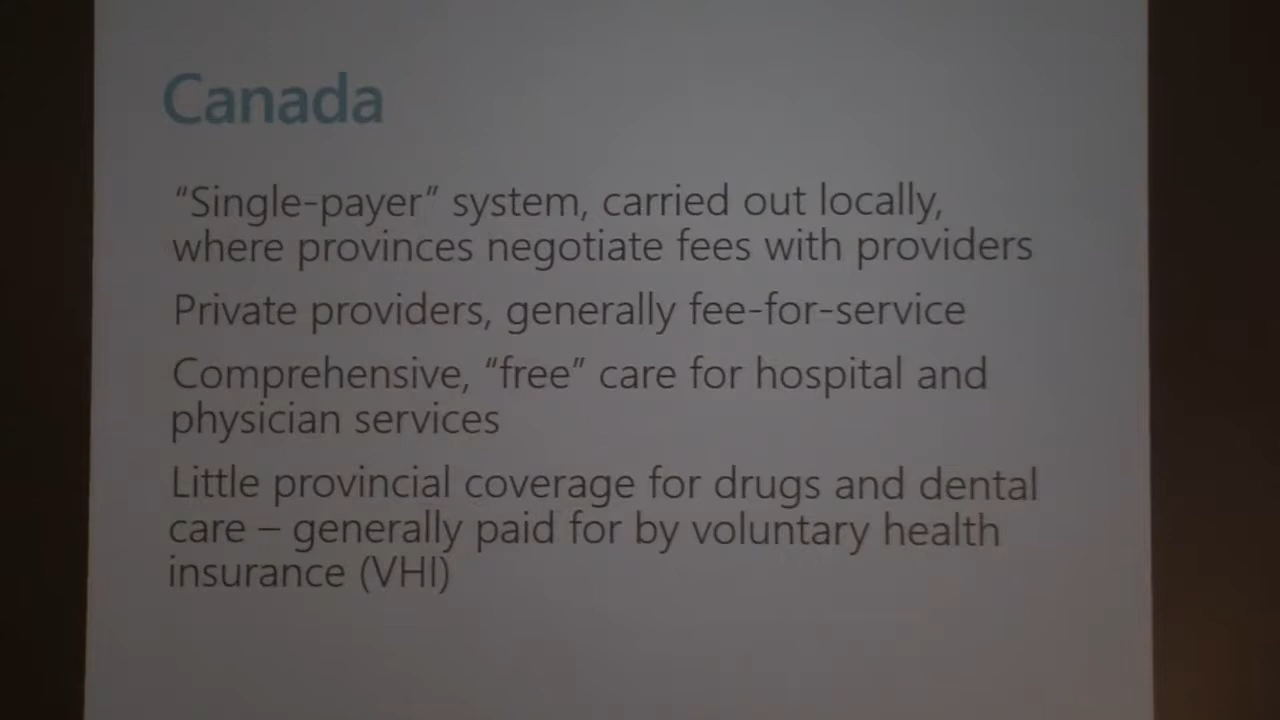 Canada
“Single-payer” system, carried out locally,
where provinces negotiate fees with providers
Private providers, generally fee-for-service
Comprehensive, “free” care for hospital and
physician services
Little provincial coverage for drugs and dental
care – generally paid for by voluntary health
insurance (VHI)